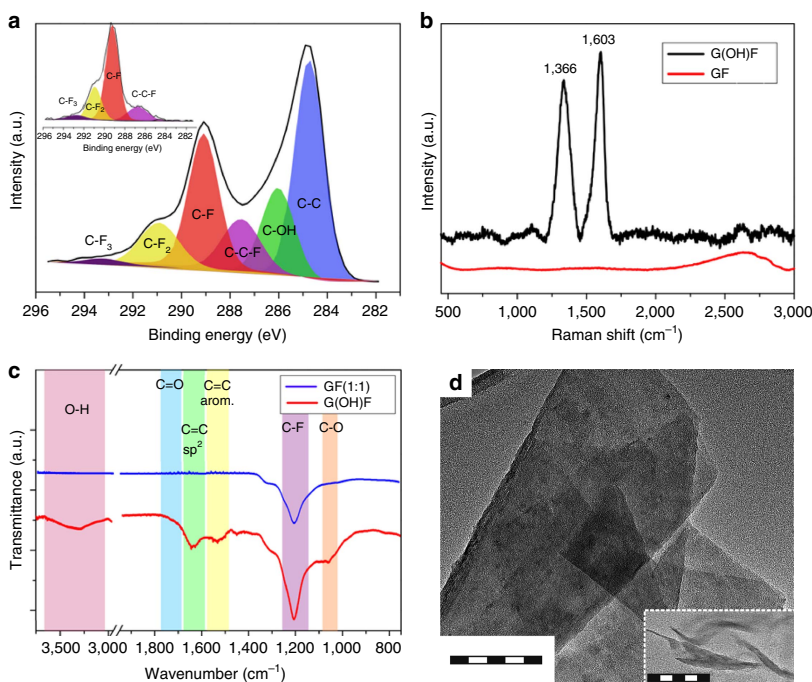 a
C-F
C-F3
C-F2
C-C-F
296 294 292 290 288 286 284 282
Binding energy (eV)
Intensity (a.u.)
C-F3
C-F2
C-F
C-C-F
C-OH
C-C
296 294 292 290 288 286 284 282
Binding energy (eV)
b
1,366
1,603
G(OH)F
GF
Intensity (a.u.)
500 1,000 1,500 2,000 2,500 3,000
Raman shift (cm–1)
c
O-H
C=O
C=C
sp2
C=C
arom.
C-F
C-O
GF(1:1)
G(OH)F
Transmittance (a.u.)
3,500 3,000 1,800 1,600 1,400 1,200 1,000 800
Wavenumber (cm–1)
d